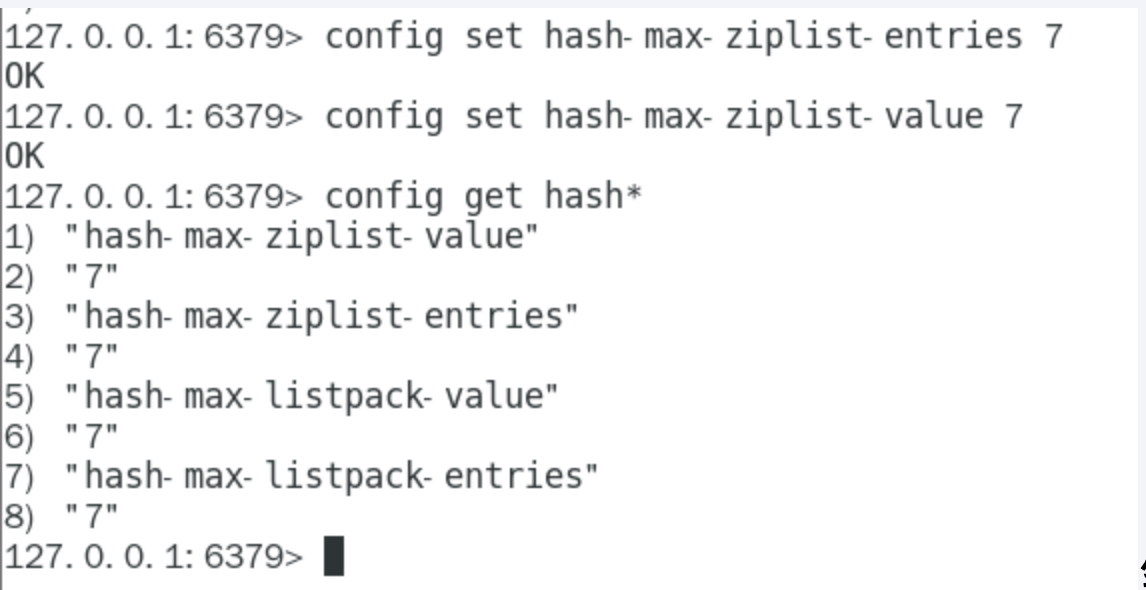 127.0.0.1:6379> config set hash-max-ziplist-entries 7
OK
127.0.0.1:6379> config set hash-max-ziplist-value 7
OK
127.0.0.1:6379> config get hash*
1) "hash-max-ziplist-value"
2) "7"
3) "hash-max-ziplist-entries"
4) "7"
5) "hash-max-listpack-value"
6) "7"
7) "hash-max-listpack-entries"
8) "7"
127.0.0.1:6379>